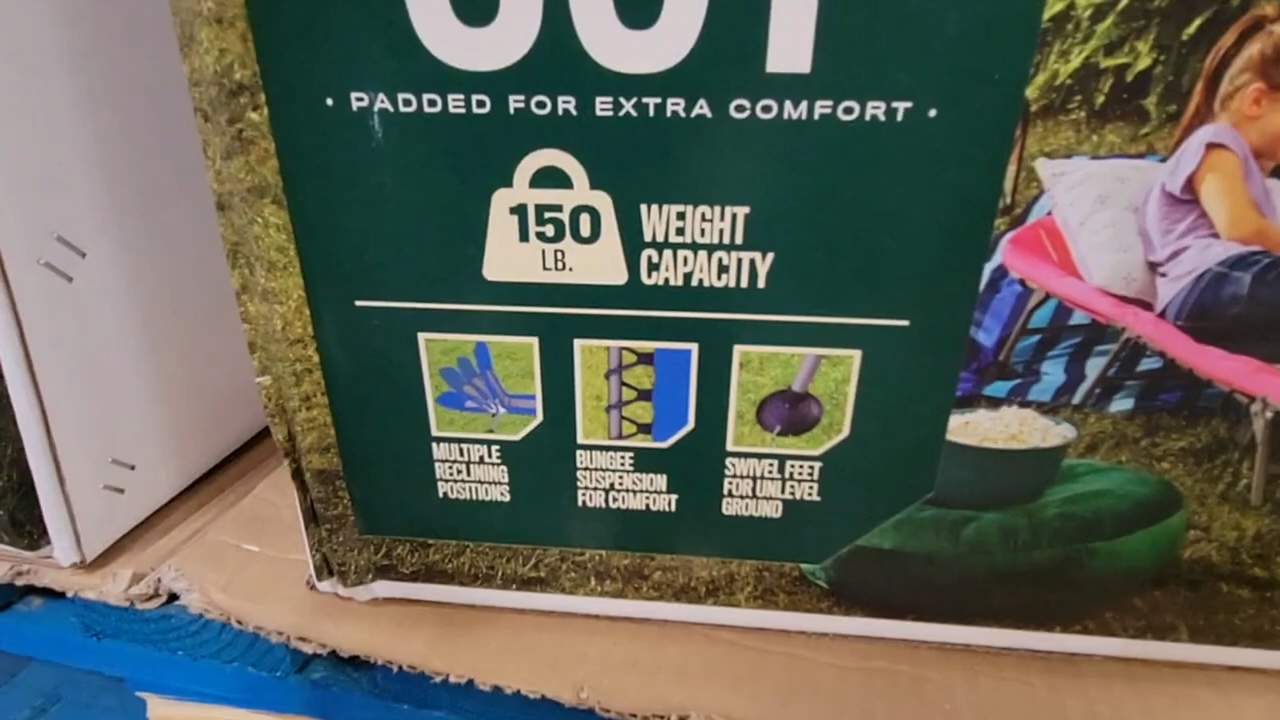 • PADDED FOR EXTRA COMFORT •
150
LB.
WEIGHT
CAPACITY
MULTIPLE
RECLINING
POSITIONS
BUNGEE
SUSPENSION
FOR COMFORT
SWIVEL FEET
FOR UNLEVEL
GROUND